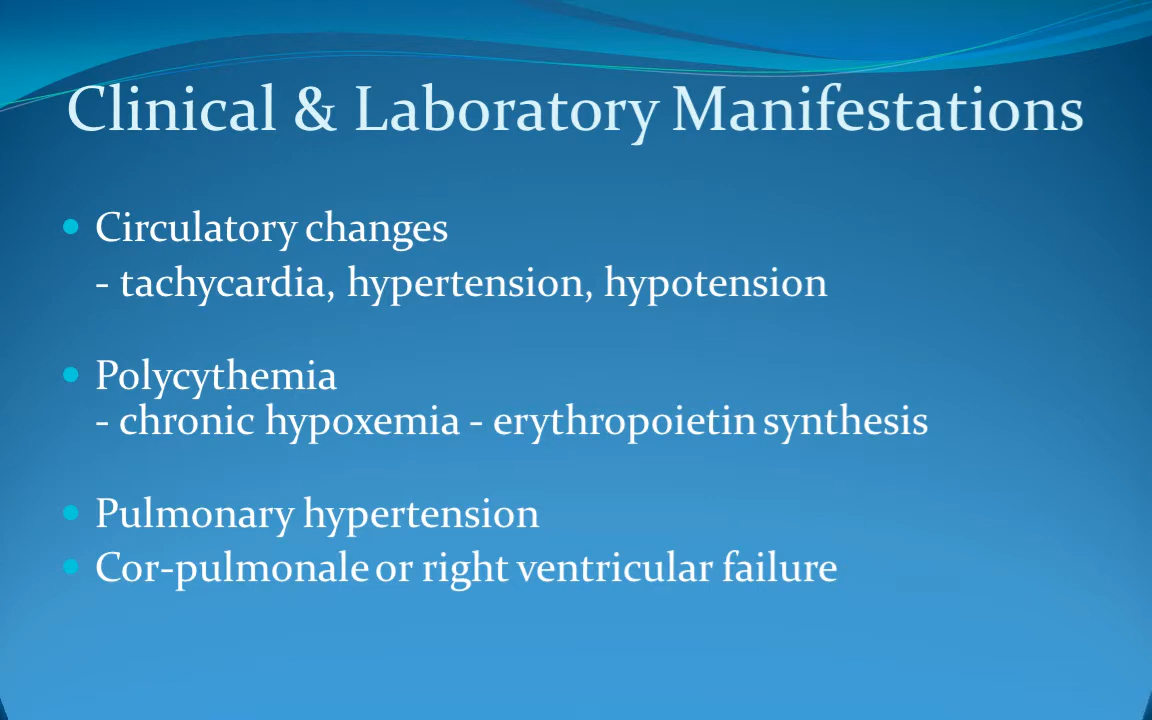 Clinical & Laboratory Manifestations
• Circulatory changes
- tachycardia, hypertension, hypotension
• Polycythemia
- chronic hypoxemia - erythropoietin synthesis
• Pulmonary hypertension
• Cor-pulmonale or right ventricular failure